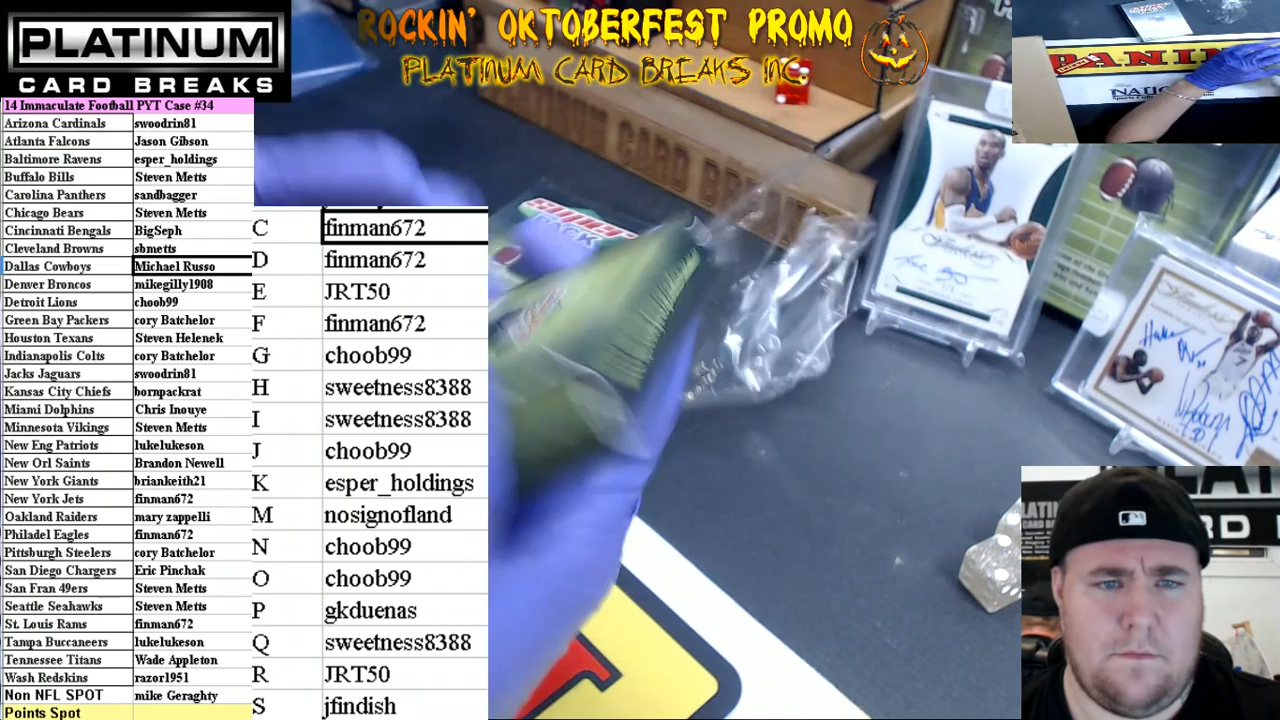 PLATINUM
CARD BREAKS
ROCKIN' OKTOBERFEST PROMO
PLATINUM CARD BREAKS INC.
14 Immaculate Football PYT Case #34
Arizona Cardinals swoodrin81
Atlanta Falcons Jason Gibson
Baltimore Ravens esper_holdings
Buffalo Bills Steven Metts
Carolina Panthers sandbagger
Chicago Bears Steven Metts
Cincinnati Bengals BigSeph
Cleveland Browns sbmetts
Dallas Cowboys Michael Russo
Denver Broncos mikegilly1908
Detroit Lions choob99
Green Bay Packers cory Batchelor
Houston Texans Steven Helenek
Indianapolis Colts cory Batchelor
Jacks Jaguars swoodrin81
Kansas City Chiefs bornpackrat
Miami Dolphins Chris Inouye
Minnesota Vikings Steven Metts
New Eng Patriots lukelukeson
New Orl Saints Brandon Newell
New York Giants briankeith21
New York Jets finman672
Oakland Raiders mary zappelli
Philadel Eagles finman672
Pittsburgh Steelers cory Batchelor
San Diego Chargers Eric Pinchak
San Fran 49ers Steven Metts
Seattle Seahawks Steven Metts
St. Louis Rams finman672
Tampa Buccaneers lukelukeson
Tennessee Titans Wade Appleton
Wash Redskins razor1951
Non NFL SPOT mike Geraghty
Points Spot
C finman672
D finman672
E JRT50
F finman672
G choob99
H sweetness8388
I sweetness8388
J choob99
K esper_holdings
M nosignofland
N choob99
O choob99
P gkduenas
Q sweetness8388
R JRT50
S jfindish
PACK
CARD BREAKS
PANINI